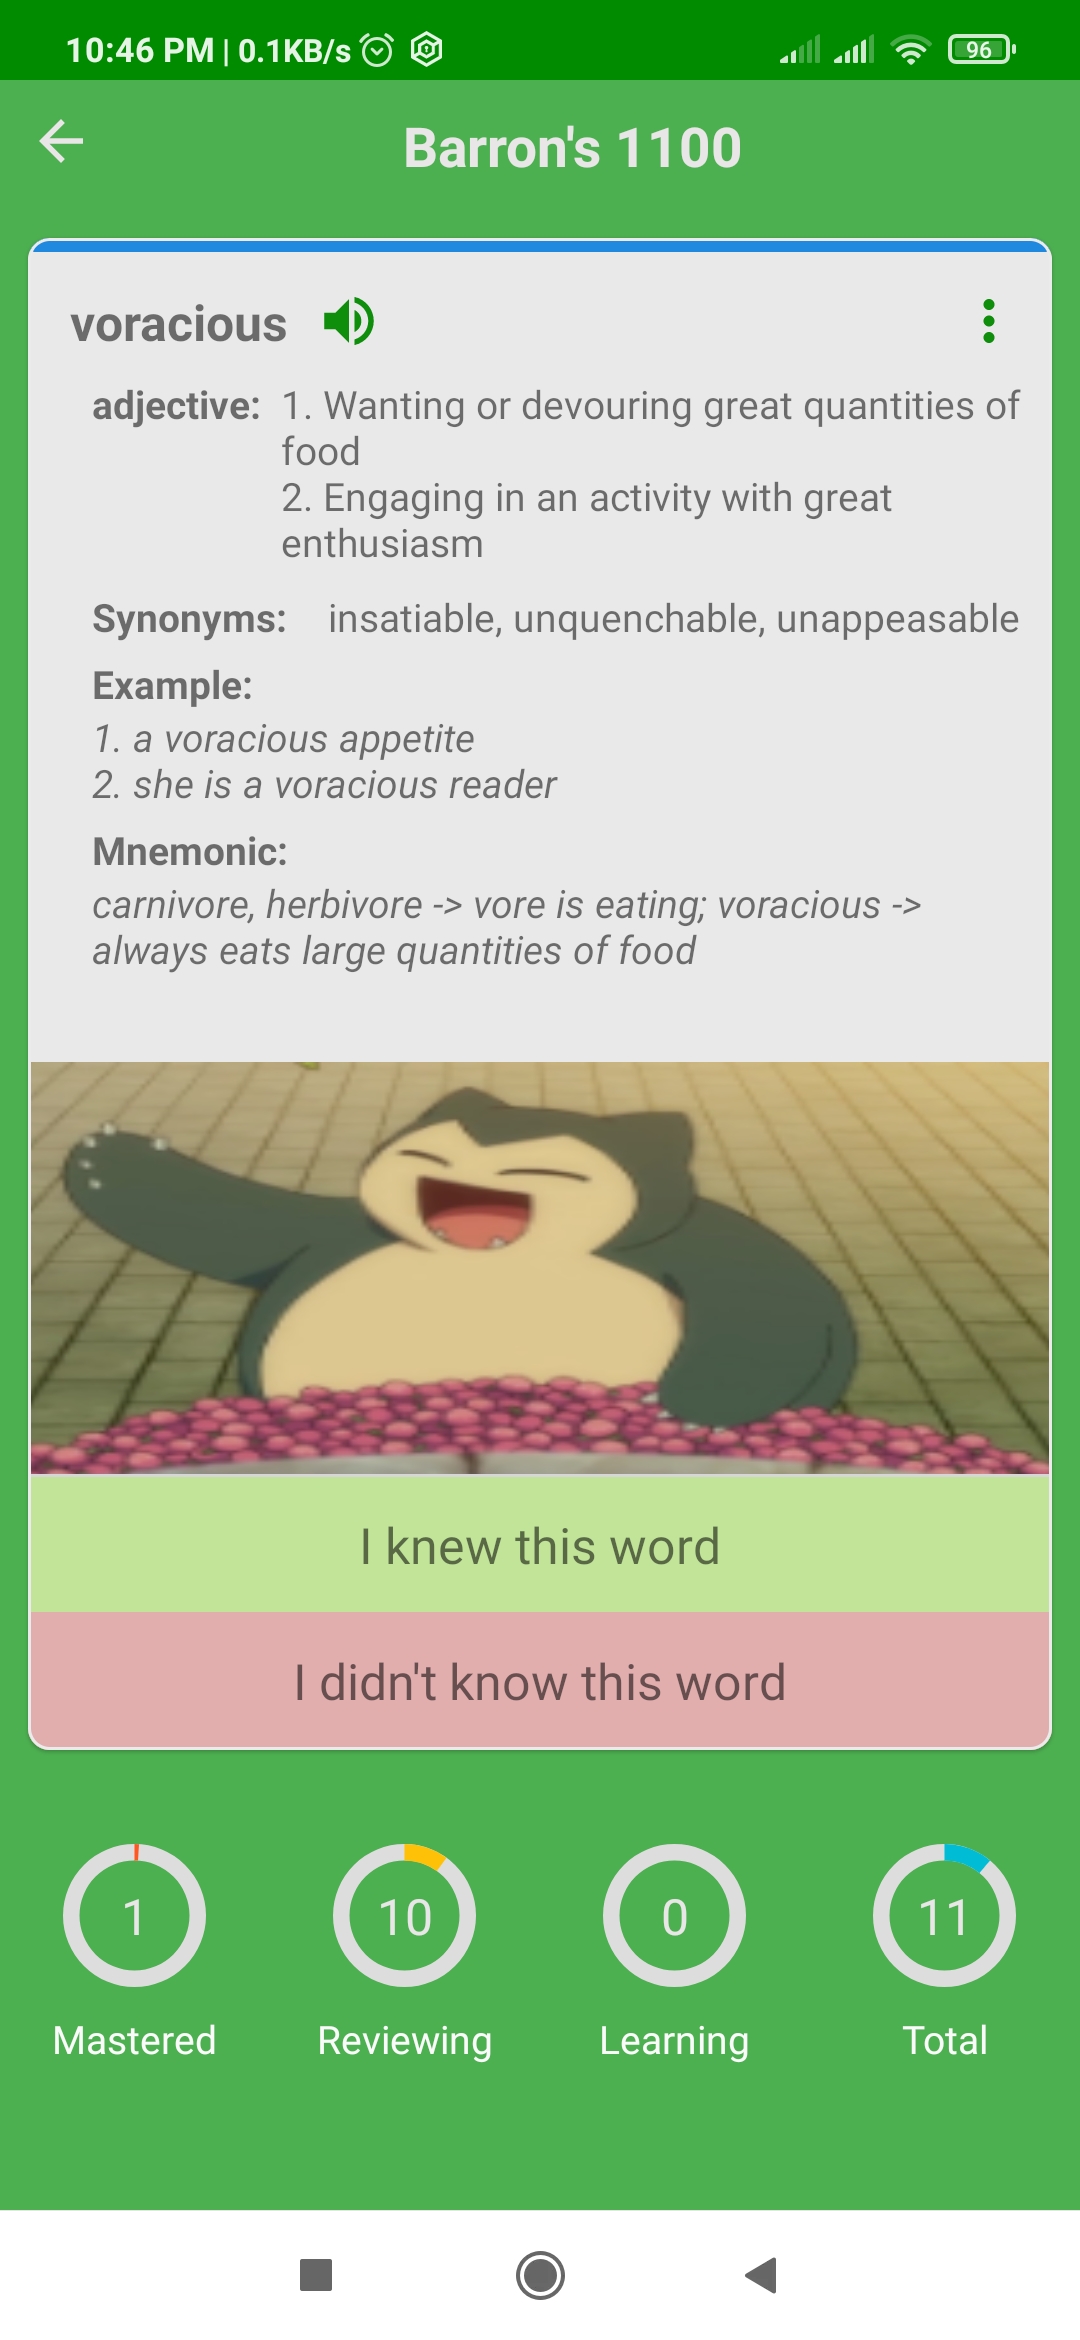 10:46 PM | 0.1KB/s 96
Barron's 1100
voracious
adjective: 1. Wanting or devouring great quantities of
food
2. Engaging in an activity with great
enthusiasm
Synonyms: insatiable, unquenchable, unappeasable
Example:
1. a voracious appetite
2. she is a voracious reader
Mnemonic:
carnivore, herbivore -> vore is eating; voracious ->
always eats large quantities of food
I knew this word
I didn't know this word
1 10 0 11
Mastered Reviewing Learning Total